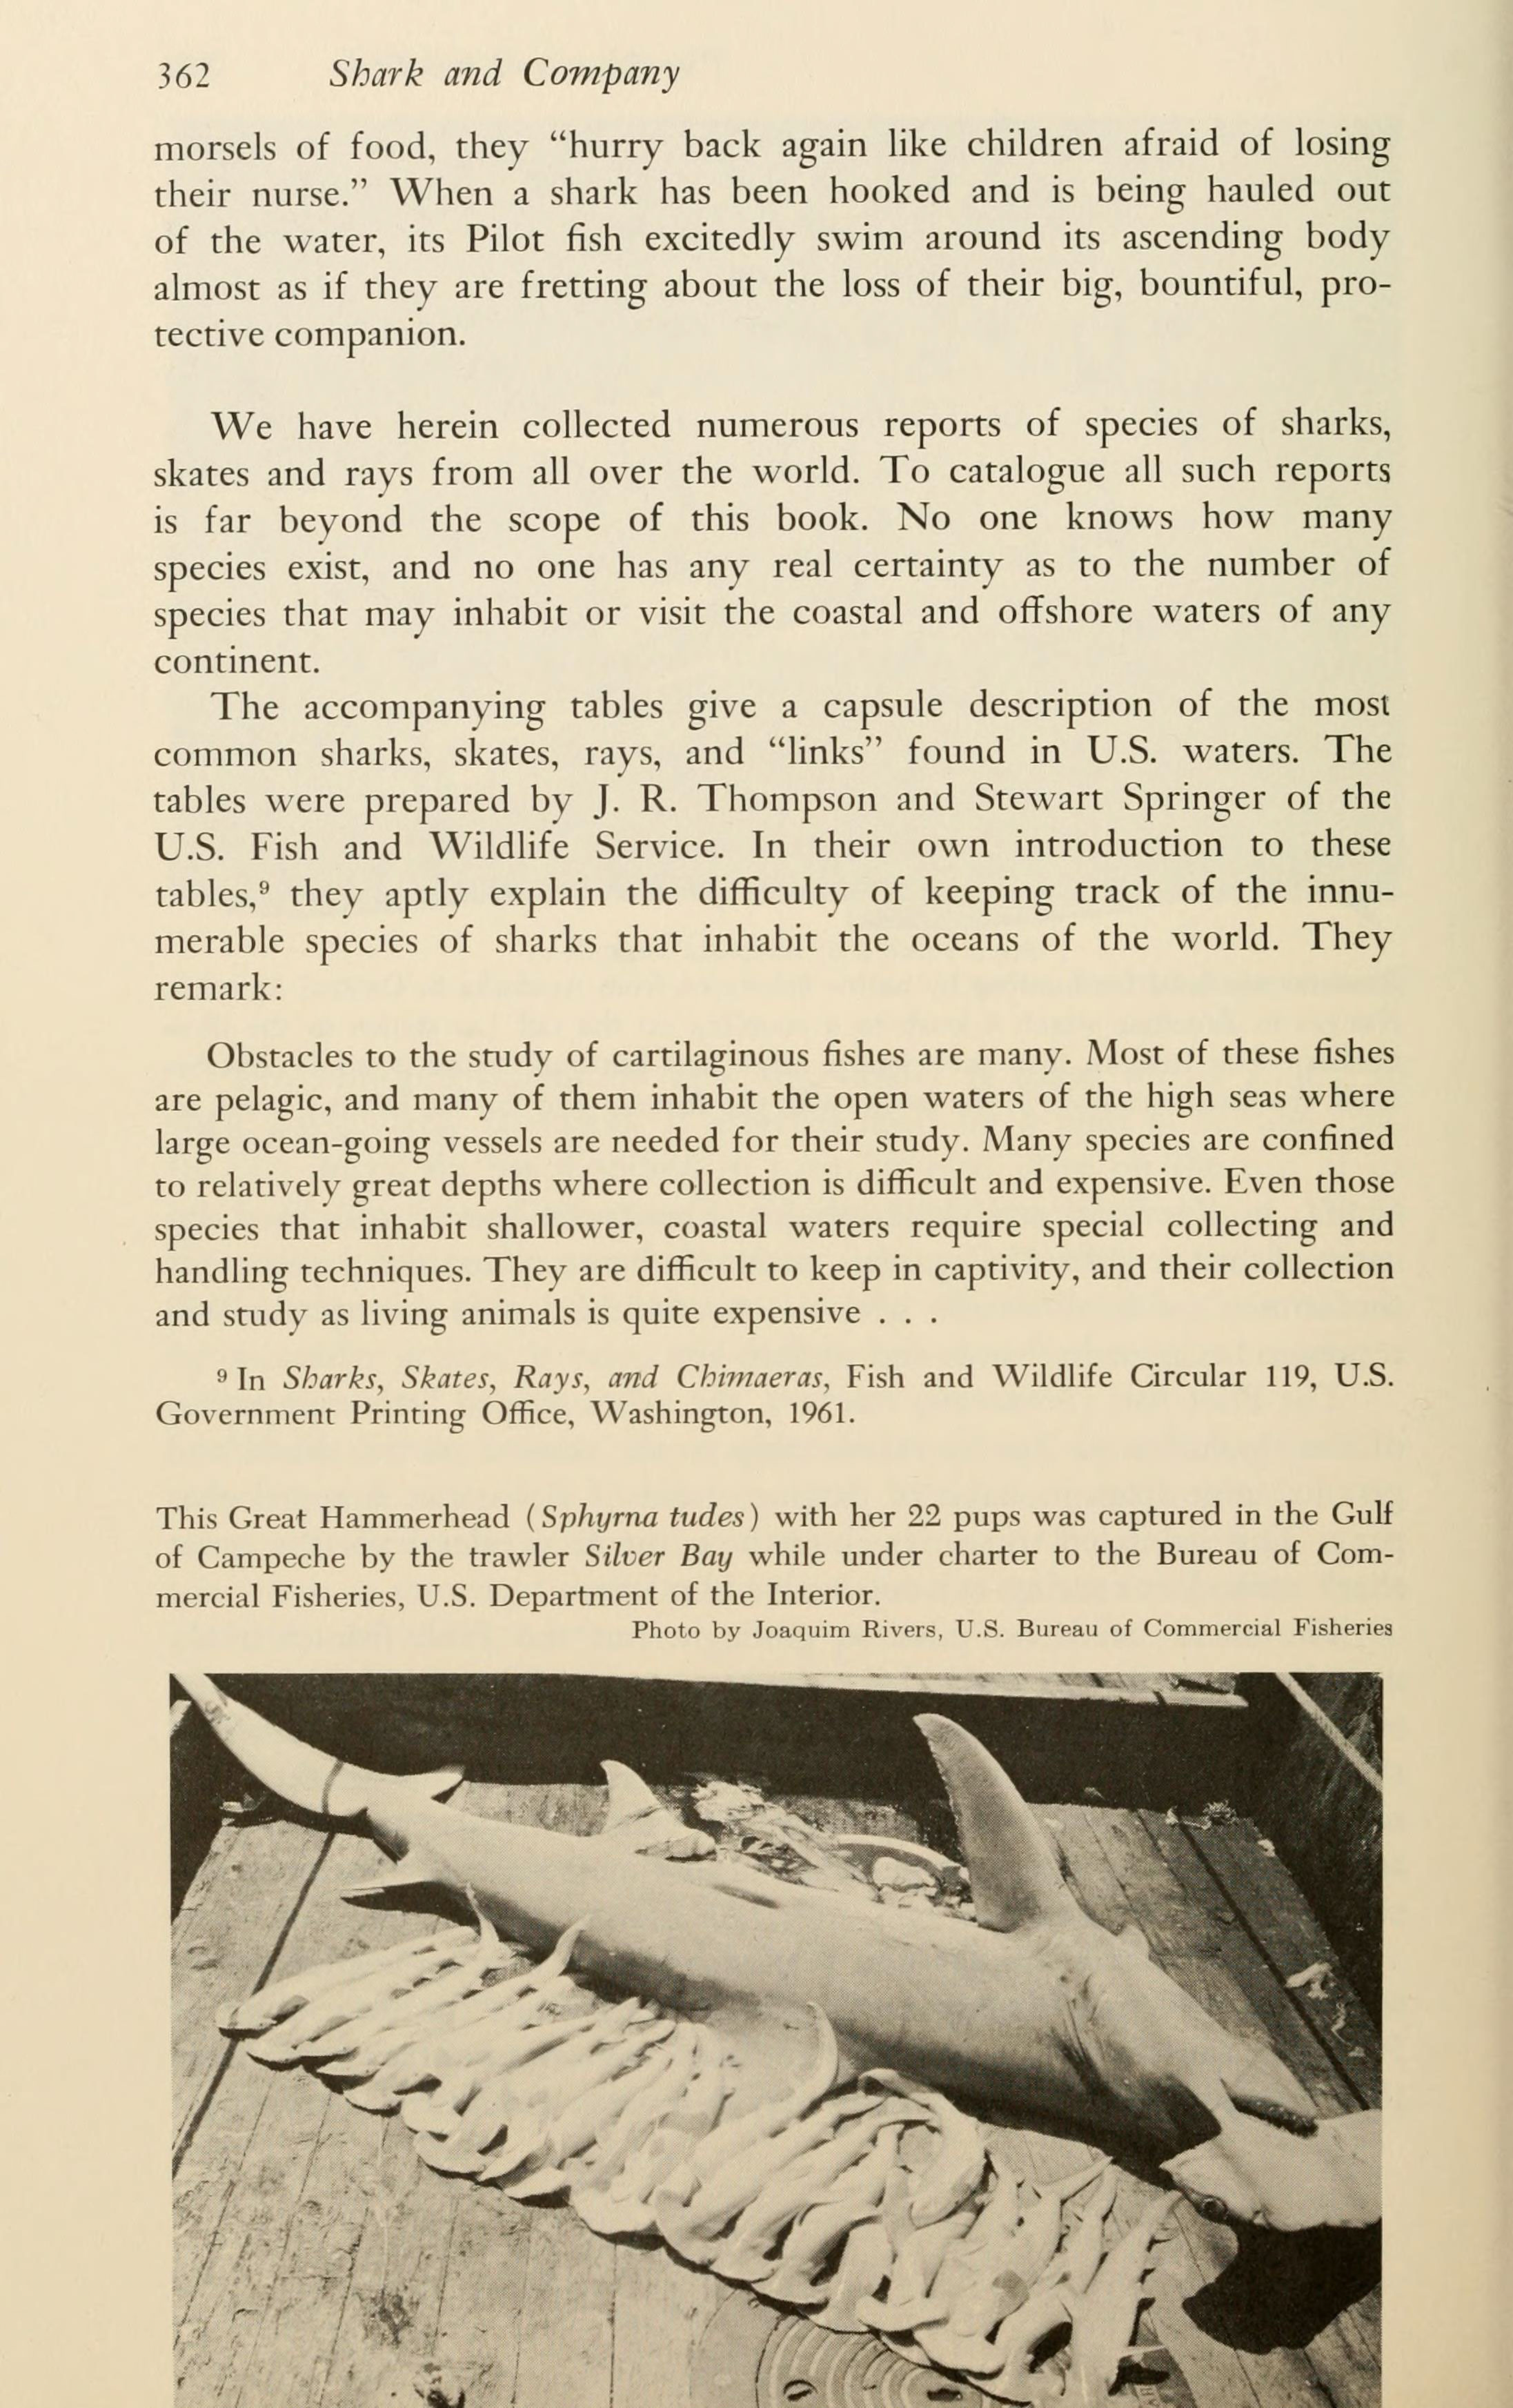 362 Shark and Company
morsels of food, they “hurry back again like children afraid of losing
their nurse.” When a shark has been hooked and is being hauled out
of the water, its Pilot fish excitedly swim around its ascending body
almost as if they are fretting about the loss of their big, bountiful, pro-
tective companion.
We have herein collected numerous reports of species of sharks,
skates and rays from all over the world. To catalogue all such reports
is far beyond the scope of this book. No one knows how many
species exist, and no one has any real certainty as to the number of
species that may inhabit or visit the coastal and offshore waters of any
continent.
The accompanying tables give a capsule description of the most
common sharks, skates, rays, and “links” found in U.S. waters. The
tables were prepared by J. R. Thompson and Stewart Springer of the
U.S. Fish and Wildlife Service. In their own introduction to these
tables,⁹ they aptly explain the difficulty of keeping track of the innu-
merable species of sharks that inhabit the oceans of the world. They
remark:
Obstacles to the study of cartilaginous fishes are many. Most of these fishes
are pelagic, and many of them inhabit the open waters of the high seas where
large ocean-going vessels are needed for their study. Many species are confined
to relatively great depths where collection is difficult and expensive. Even those
species that inhabit shallower, coastal waters require special collecting and
handling techniques. They are difficult to keep in captivity, and their collection
and study as living animals is quite expensive . . .
⁹ In Sharks, Skates, Rays, and Chimaeras, Fish and Wildlife Circular 119, U.S.
Government Printing Office, Washington, 1961.
This Great Hammerhead (Sphyrna tudes) with her 22 pups was captured in the Gulf
of Campeche by the trawler Silver Bay while under charter to the Bureau of Com-
mercial Fisheries, U.S. Department of the Interior.
Photo by Joaquim Rivers, U.S. Bureau of Commercial Fisheries